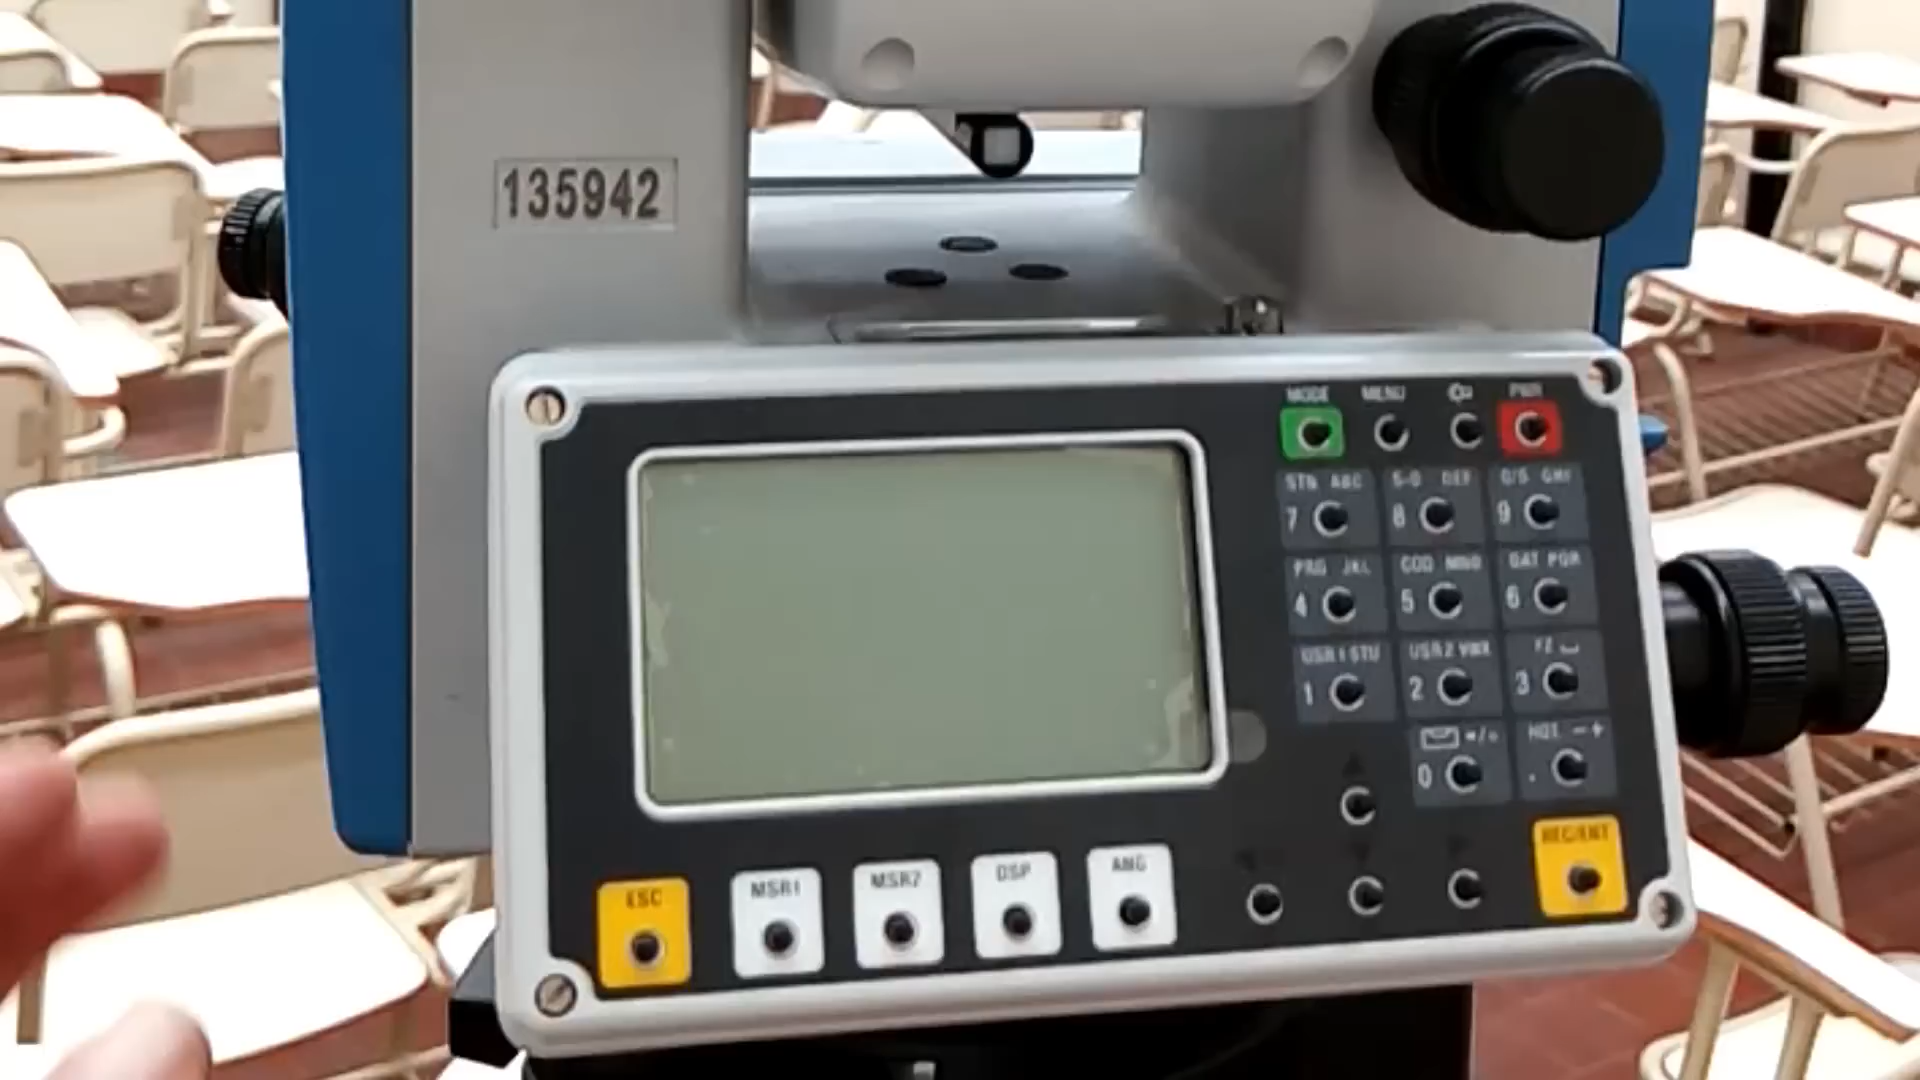 135942
MODE MENU PWR
STN ABC S-O DEF O/S GHI
7 8 9
PRG JKL COD MNO DAT PQR
4 5 6
USR1 STU USR2 VWX
1 2 3
HOT -+
0 .
REC/ENT
ESC MSR1 MSR2 DSP ANG